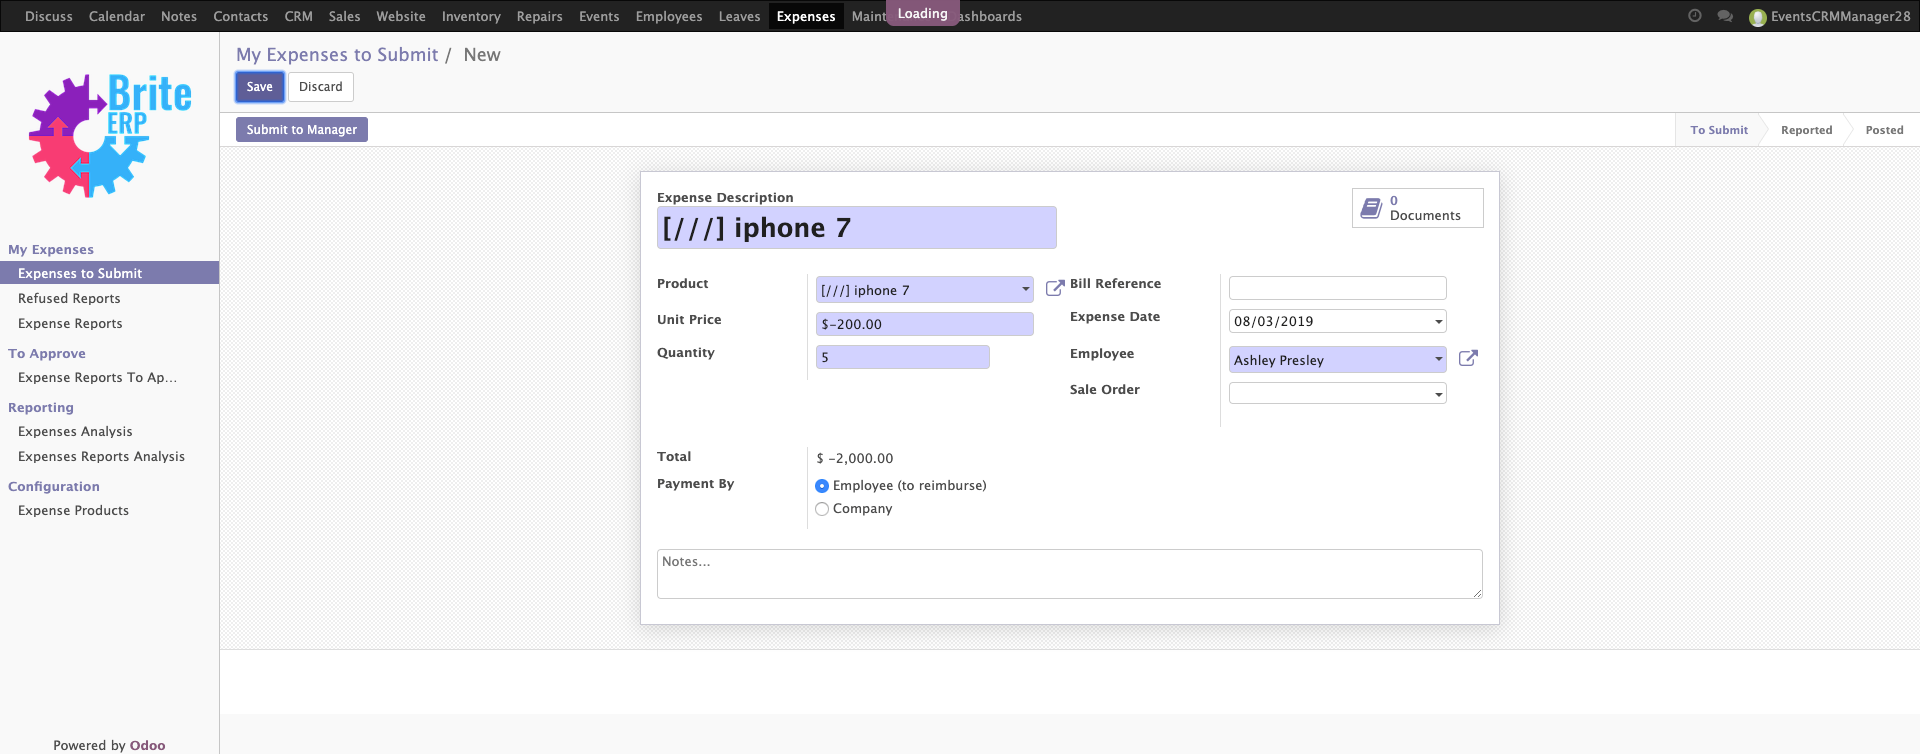 Discuss Calendar Notes Contacts CRM Sales Website Inventory Repairs Events Employees Leaves Expenses Maint Loading ashboards EventsCRMManager28
My Expenses to Submit / New
Save Discard
Submit to Manager
To Submit Reported Posted
Brite
ERP
My Expenses
Expenses to Submit
Refused Reports
Expense Reports
To Approve
Expense Reports To Ap...
Reporting
Expenses Analysis
Expenses Reports Analysis
Configuration
Expense Products
Powered by Odoo
Expense Description
[///] iphone 7
0
Documents
Product [///] iphone 7
Unit Price $-200.00
Quantity 5
Bill Reference
Expense Date 08/03/2019
Employee Ashley Presley
Sale Order
Total $ -2,000.00
Payment By Employee (to reimburse)
Company
Notes...